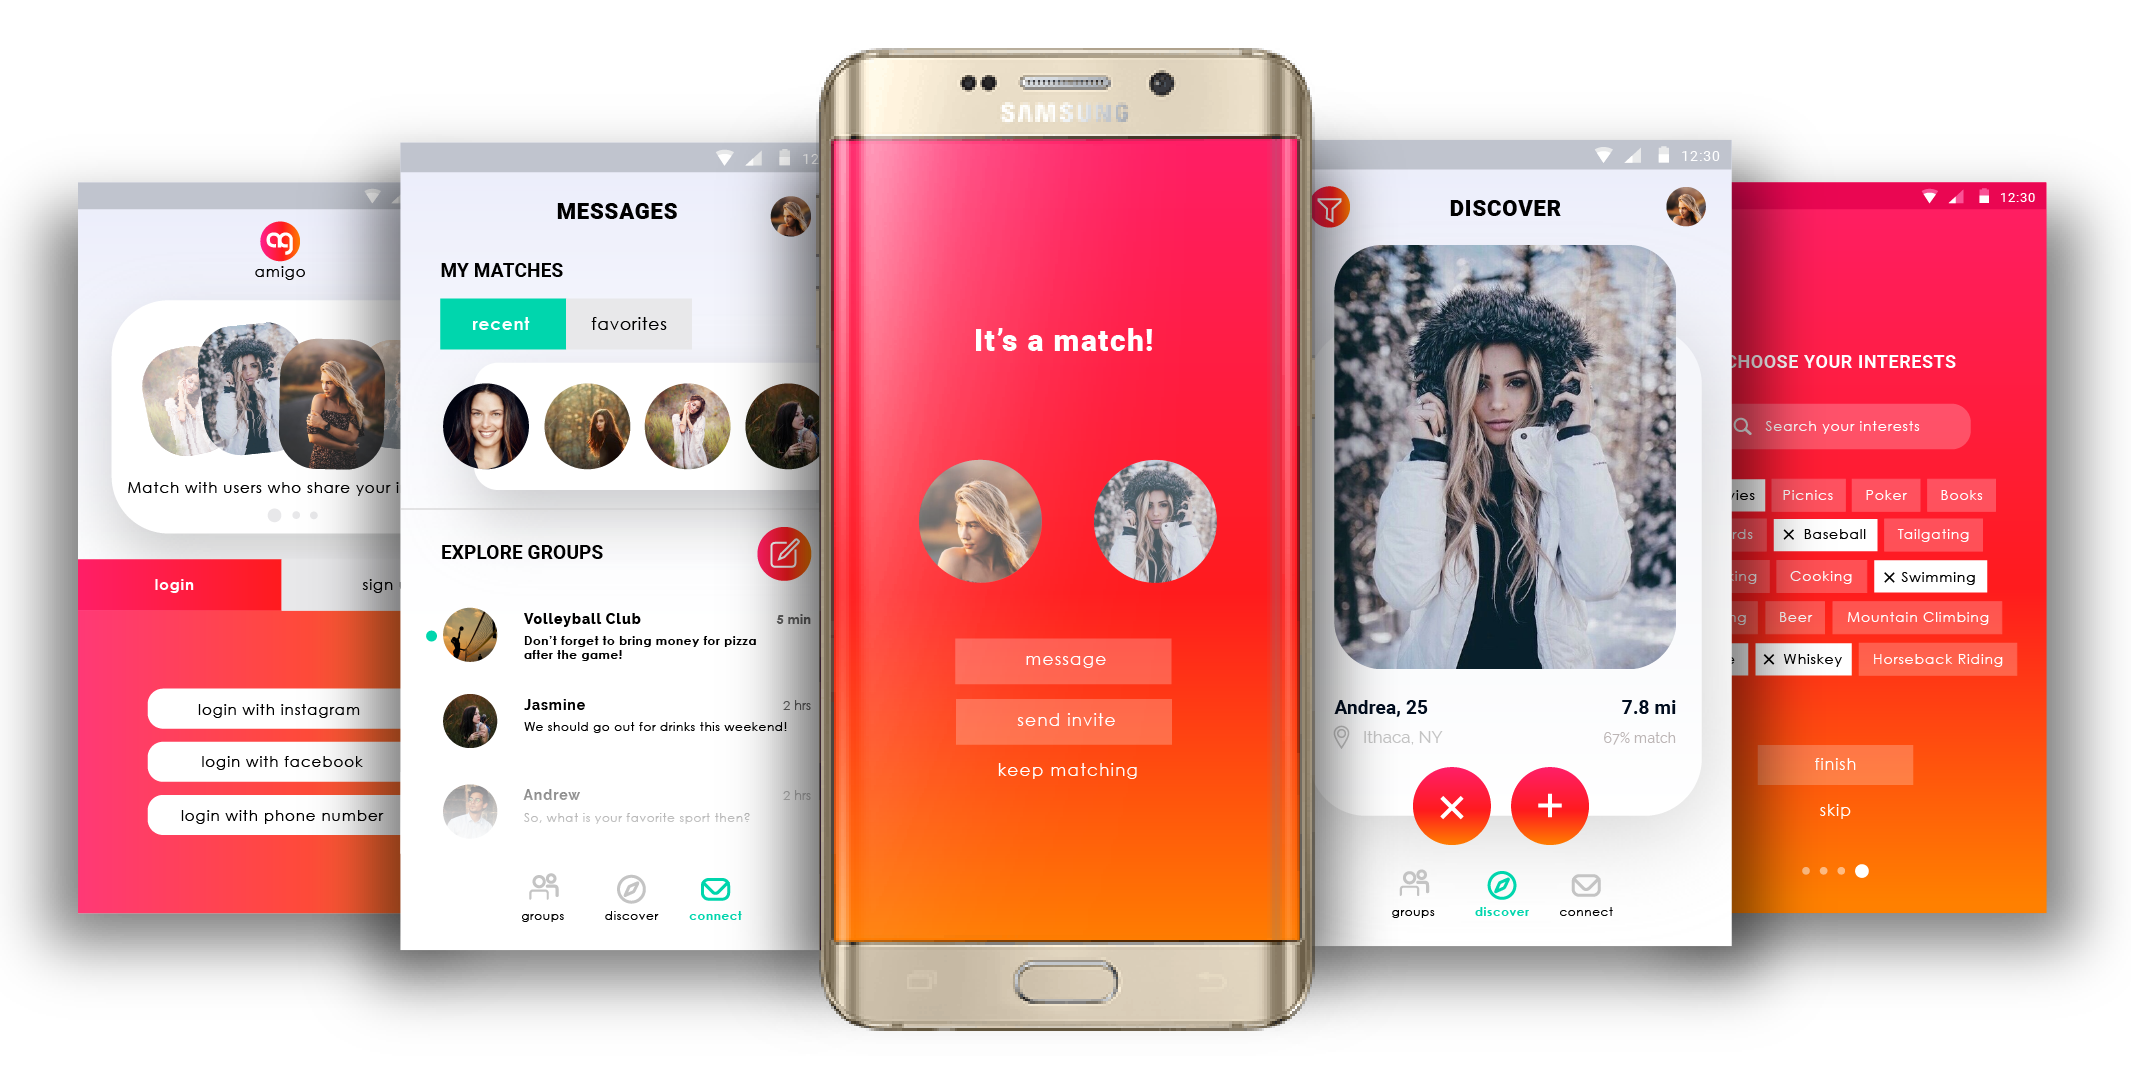 amigo
Match with users who share your
login
sign
login with instagram
login with facebook
login with phone number
MESSAGES
MY MATCHES
recent
favorites
EXPLORE GROUPS
Volleyball Club
5 min
Don't forget to bring money for pizza
after the game!
Jasmine
2 hrs
We should go out for drinks this weekend!
Andrew
2 hrs
So, what is your favorite sport then?
groups
discover
connect
SAMSUNG
It's a match!
message
send invite
keep matching
12:30
DISCOVER
Andrea, 25
7.8 mi
Ithaca, NY
67% match
groups
discover
connect
12:30
CHOOSE YOUR INTERESTS
Search your interests
Picnics Poker Books
× Baseball Tailgating
Cooking × Swimming
Beer Mountain Climbing
× Whiskey Horseback Riding
finish
skip